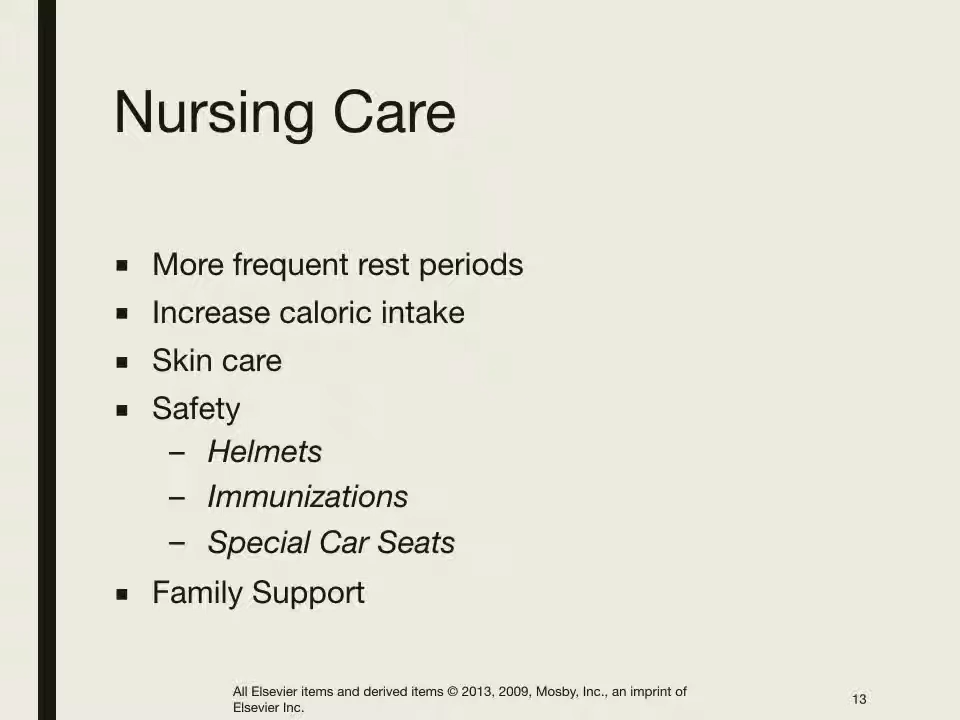 Nursing Care
■ More frequent rest periods
■ Increase caloric intake
■ Skin care
■ Safety
– Helmets
– Immunizations
– Special Car Seats
■ Family Support
All Elsevier items and derived items © 2013, 2009, Mosby, Inc., an imprint of
Elsevier Inc.
13